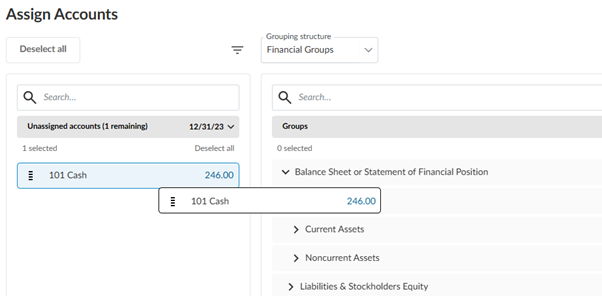 Assign Accounts
Deselect all
Grouping structure
Financial Groups
Search...
Search...
Unassigned accounts (1 remaining) 12/31/23
Groups
1 selected Deselect all
0 selected
101 Cash 246.00
Balance Sheet or Statement of Financial Position
101 Cash 246.00
Current Assets
Noncurrent Assets
Liabilities & Stockholders Equity